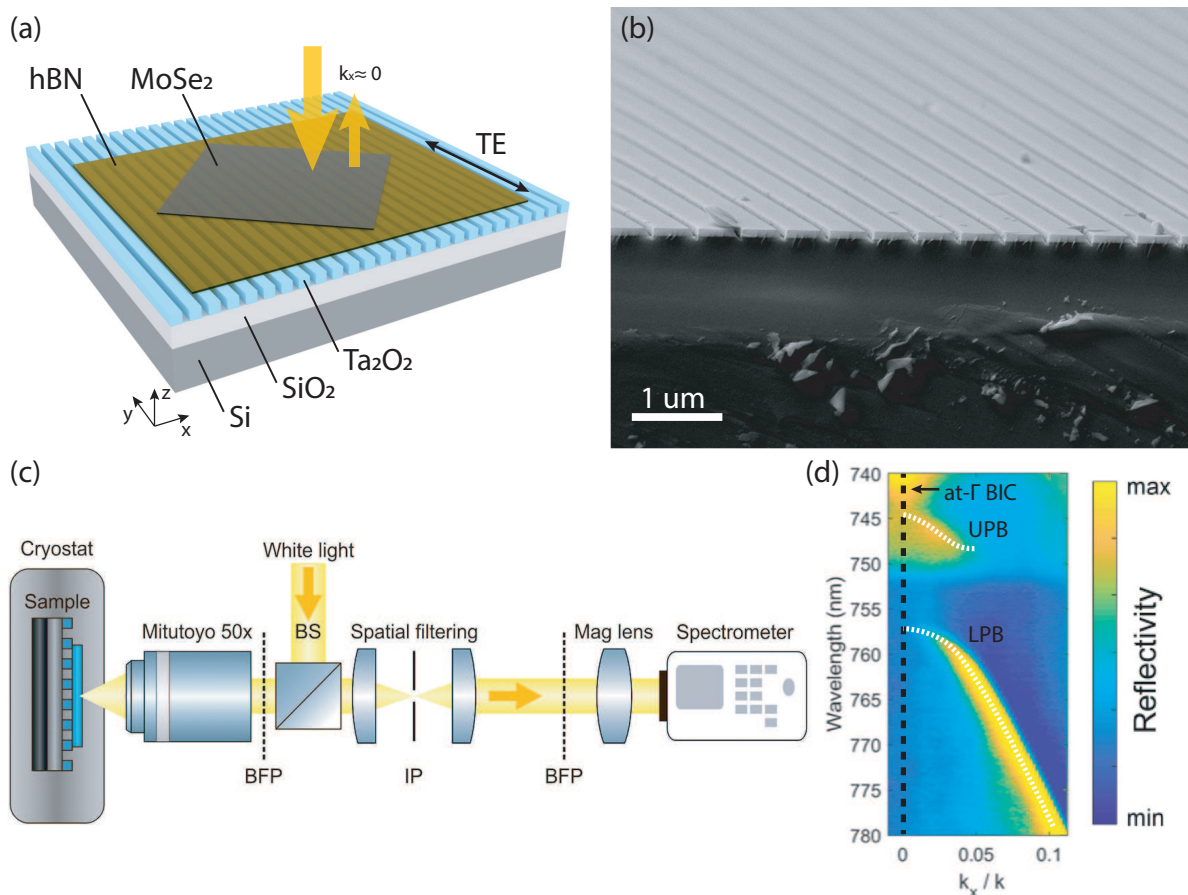 (a)
hBN
MoSe₂
kₓ≈ 0
TE
Ta₂O₂
SiO₂
Si
z
y
x
(b)
1 um
(c)
Cryostat
Sample
Mitutoyo 50x
White light
BS
Spatial filtering
Mag lens
Spectrometer
BFP
IP
BFP
(d)
740
745
750
755
760
765
770
775
780
Wavelength (nm)
at-Γ BIC
UPB
LPB
0
0.05
0.1
kₓ / k
max
Reflectivity
min